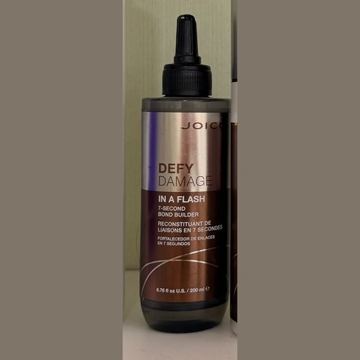 JOICO
DEFY
DAMAGE
IN A FLASH
7-SECOND
BOND BUILDER
RECONSTITUANT DE
LIAISONS EN 7 SECONDES
FORTALECEDOR DE ENLACES
EN 7 SEGUNDOS
6.76 fl oz U.S. / 200 ml e